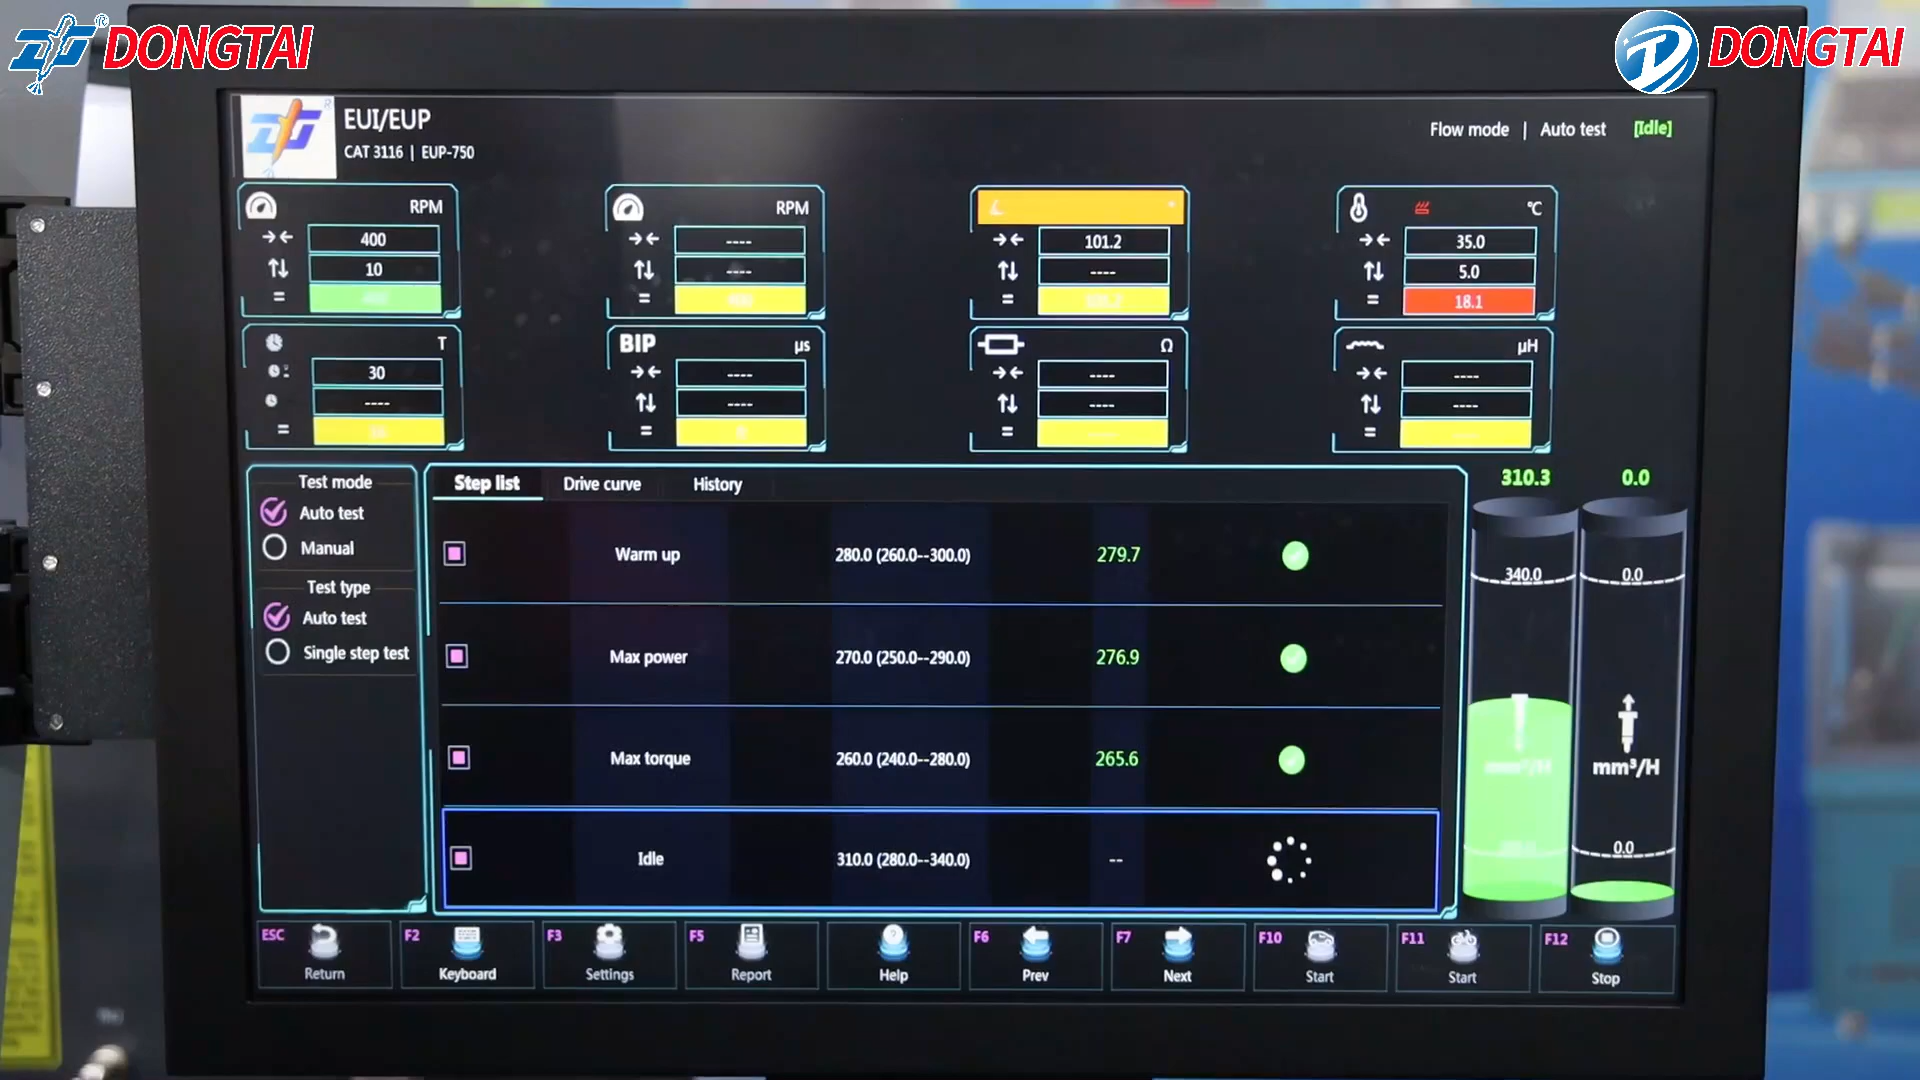 DONGTAI
DONGTAI
EUI/EUP
CAT 3116 | EUP-750
Flow mode | Auto test [Idle]
RPM
400
10
RPM
----
----
400
101.2
----
℃
35.0
5.0
= 18.1
T
30
----
=
BIP µs
----
----
= 0
Ω
----
----
=
µH
----
----
=
Test mode
Auto test
Manual
Test type
Auto test
Single step test
Step list Drive curve History
Warm up 280.0 (260.0--300.0) 279.7
Max power 270.0 (250.0--290.0) 276.9
Max torque 260.0 (240.0--280.0) 265.6
Idle 310.0 (280.0--340.0) --
310.3 0.0
340.0 0.0
mm³/H mm³/H
0.0
ESC Return
F2 Keyboard
F3 Settings
F5 Report
Help
F6 Prev
F7 Next
F10 Start
F11 Start
F12 Stop